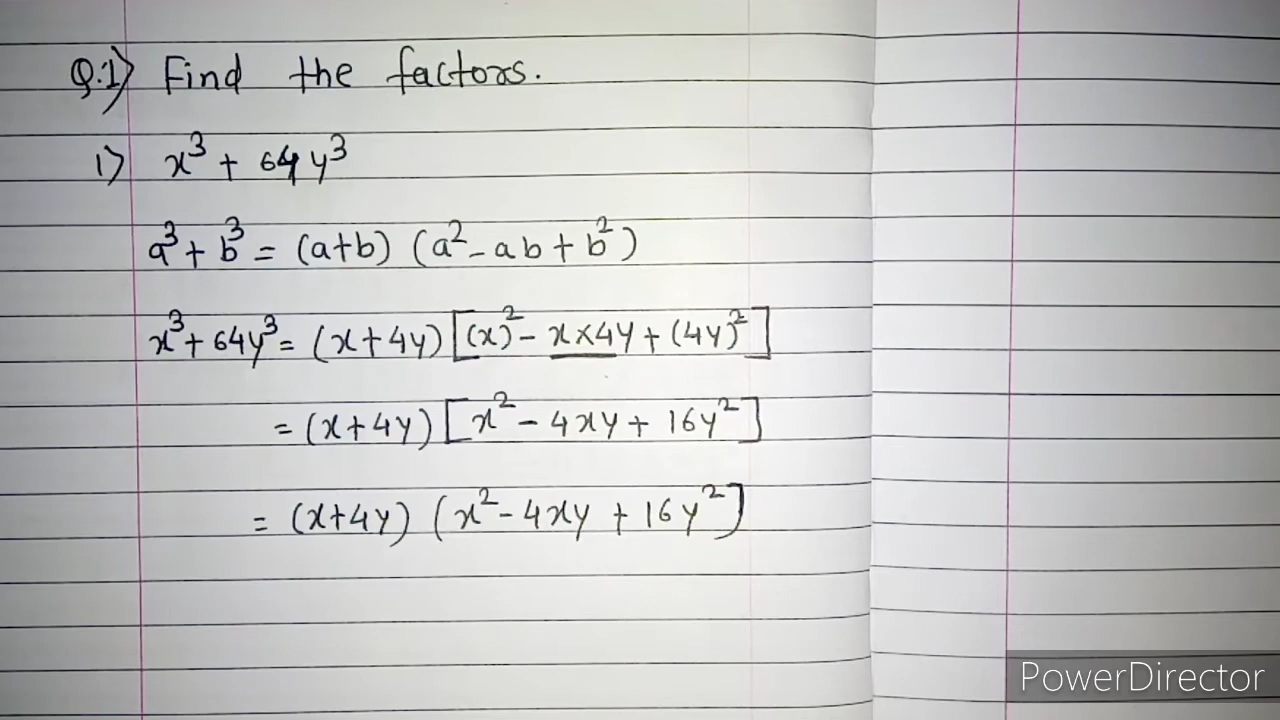 Q.1) Find the factors.
1) x³ + 64y³
a³ + b³ = (a+b) (a² - ab + b²)
x³ + 64y³ = (x + 4y) [(x)² - x×4y + (4y)²]
= (x + 4y) [x² - 4xy + 16y²]
= (x+4y) (x² - 4xy + 16y²]
PowerDirector